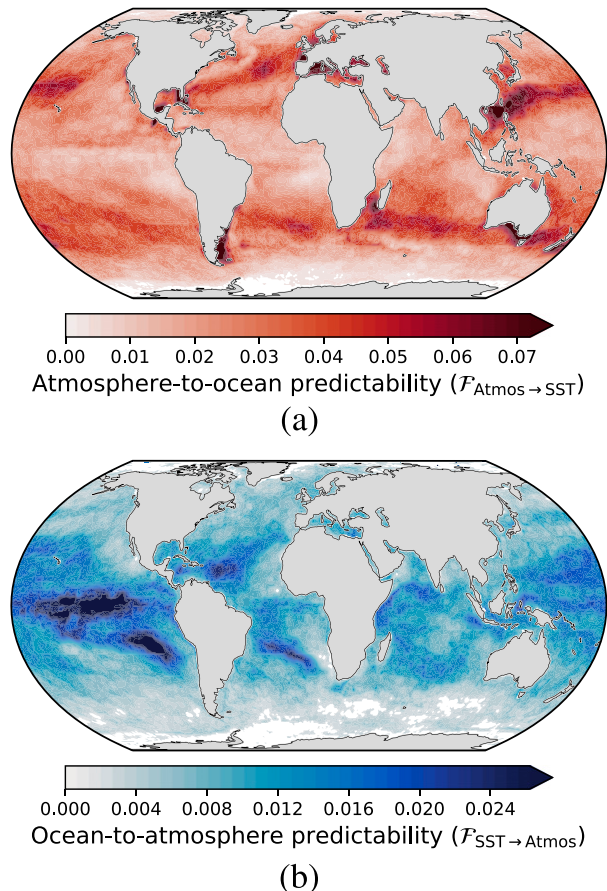 0.00 0.01 0.02 0.03 0.04 0.05 0.06 0.07
Atmosphere-to-ocean predictability (ℱAtmos → SST)
(a)
0.000 0.004 0.008 0.012 0.016 0.020 0.024
Ocean-to-atmosphere predictability (ℱSST → Atmos)
(b)